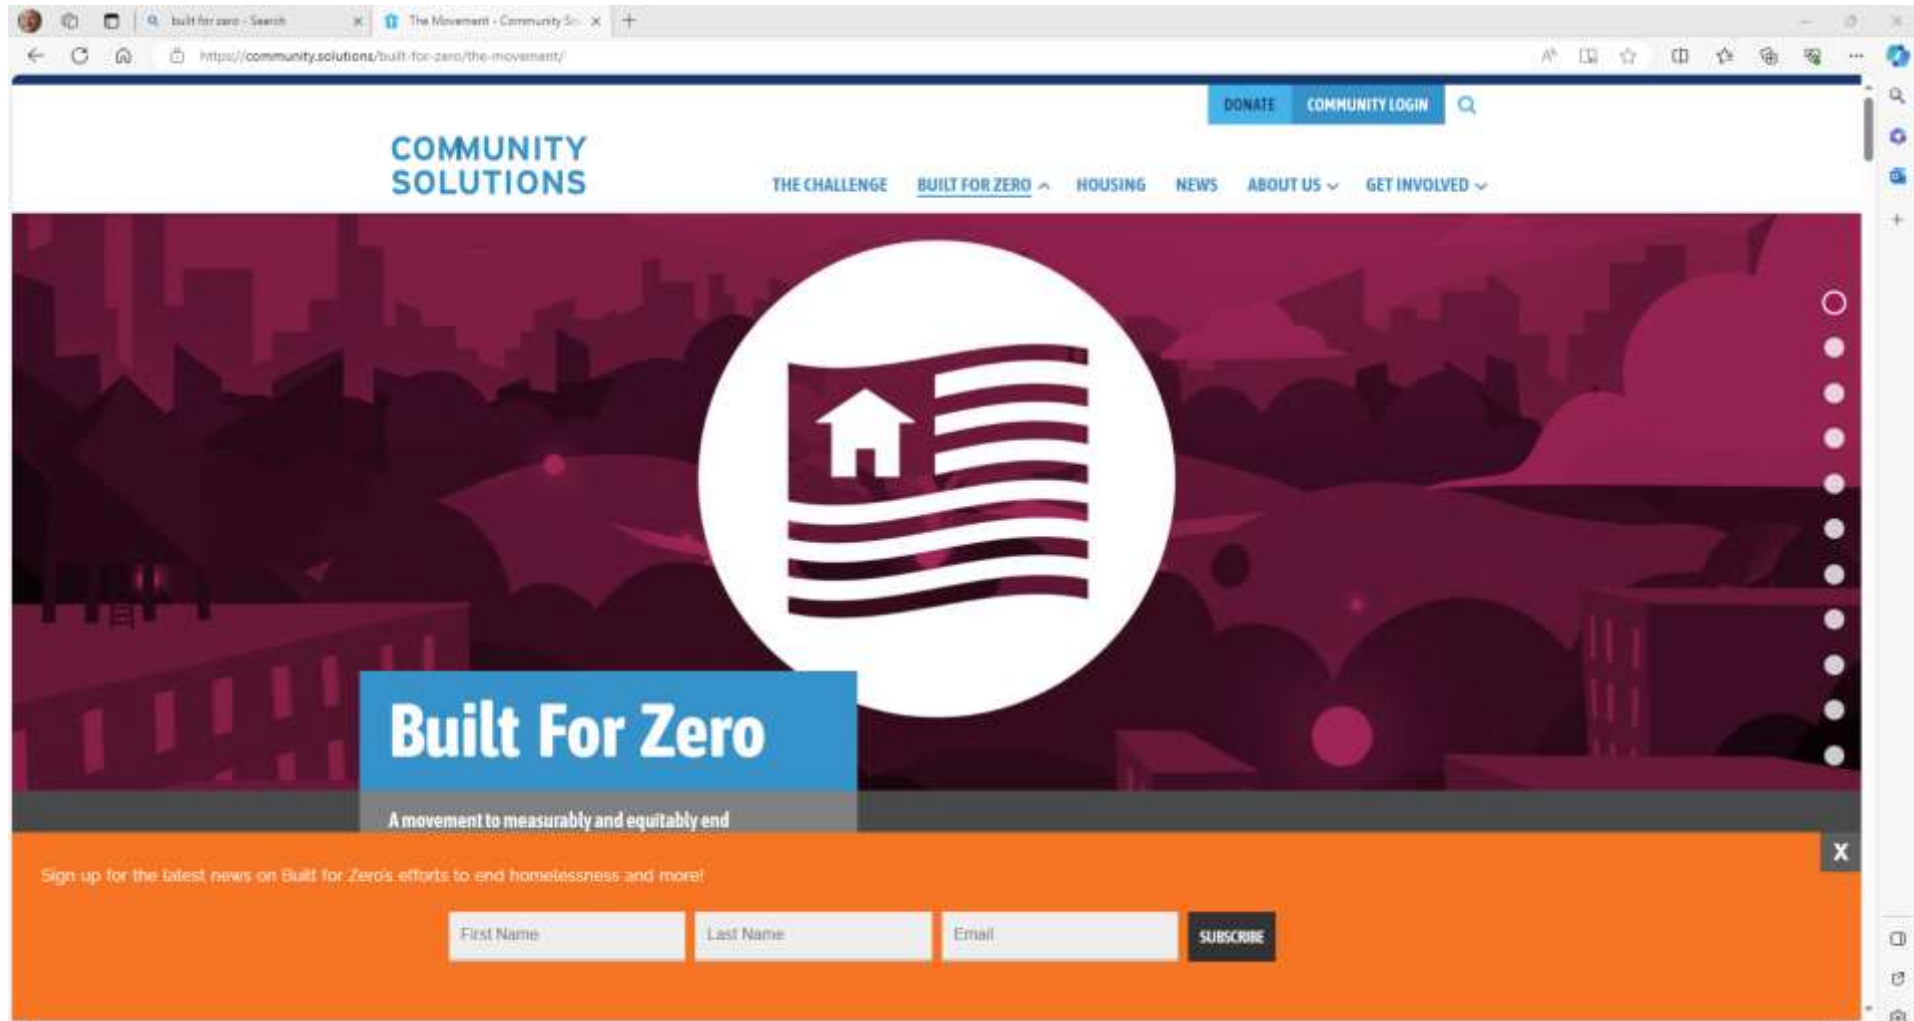 built for zero - Search
The Movement - Community So
https://community.solutions/built-for-zero/the-movement/
DONATE COMMUNITY LOGIN
COMMUNITY
SOLUTIONS
THE CHALLENGE BUILT FOR ZERO HOUSING NEWS ABOUT US GET INVOLVED
Built For Zero
A movement to measurably and equitably end
X
Sign up for the latest news on Built for Zero's efforts to end homelessness and more!
First Name Last Name Email SUBSCRIBE